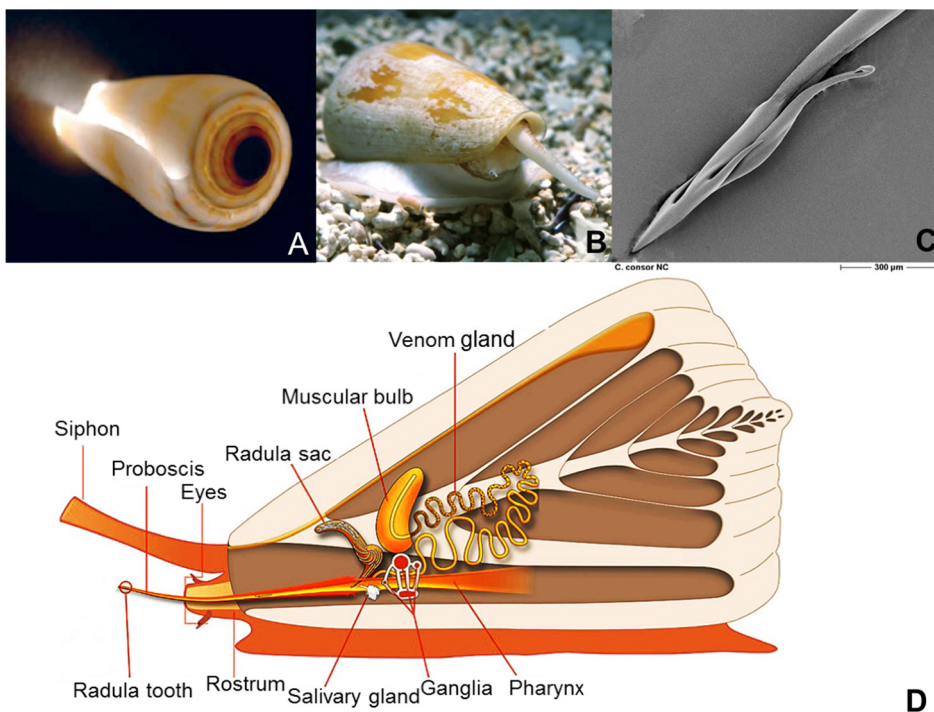 A
B
C
C. consor NC
300 µm
Venom gland
Muscular bulb
Siphon
Radula sac
Proboscis
Eyes
Radula tooth
Rostrum
Salivary gland
Ganglia
Pharynx
D